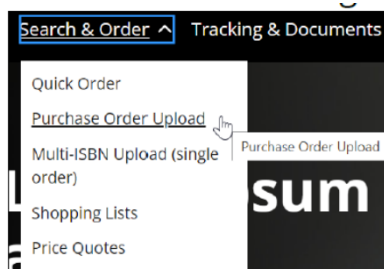 Search & Order Tracking & Documents
Quick Order
Purchase Order Upload
Purchase Order Upload
Multi-ISBN Upload (single
order)
sum
Shopping Lists
Price Quotes